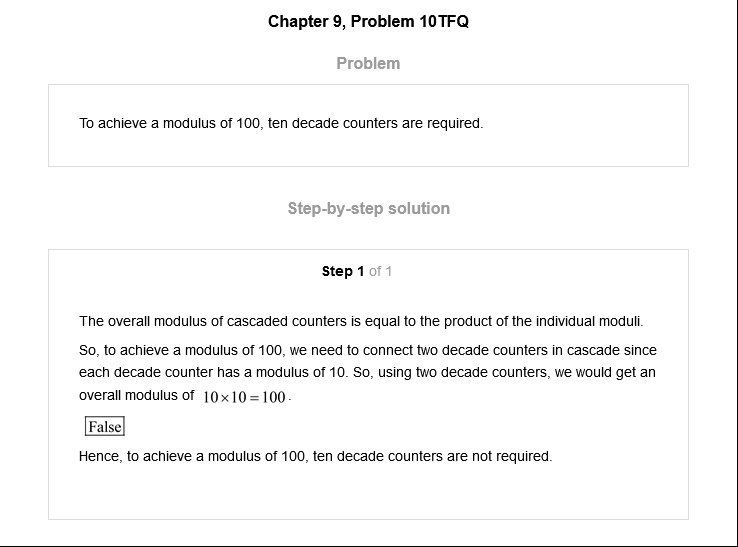 Chapter 9, Problem 10TFQ
Problem
To achieve a modulus of 100, ten decade counters are required.
Step-by-step solution
Step 1 of 1
The overall modulus of cascaded counters is equal to the product of the individual moduli.
So, to achieve a modulus of 100, we need to connect two decade counters in cascade since
each decade counter has a modulus of 10. So, using two decade counters, we would get an
overall modulus of 10×10=100.
False
Hence, to achieve a modulus of 100, ten decade counters are not required.